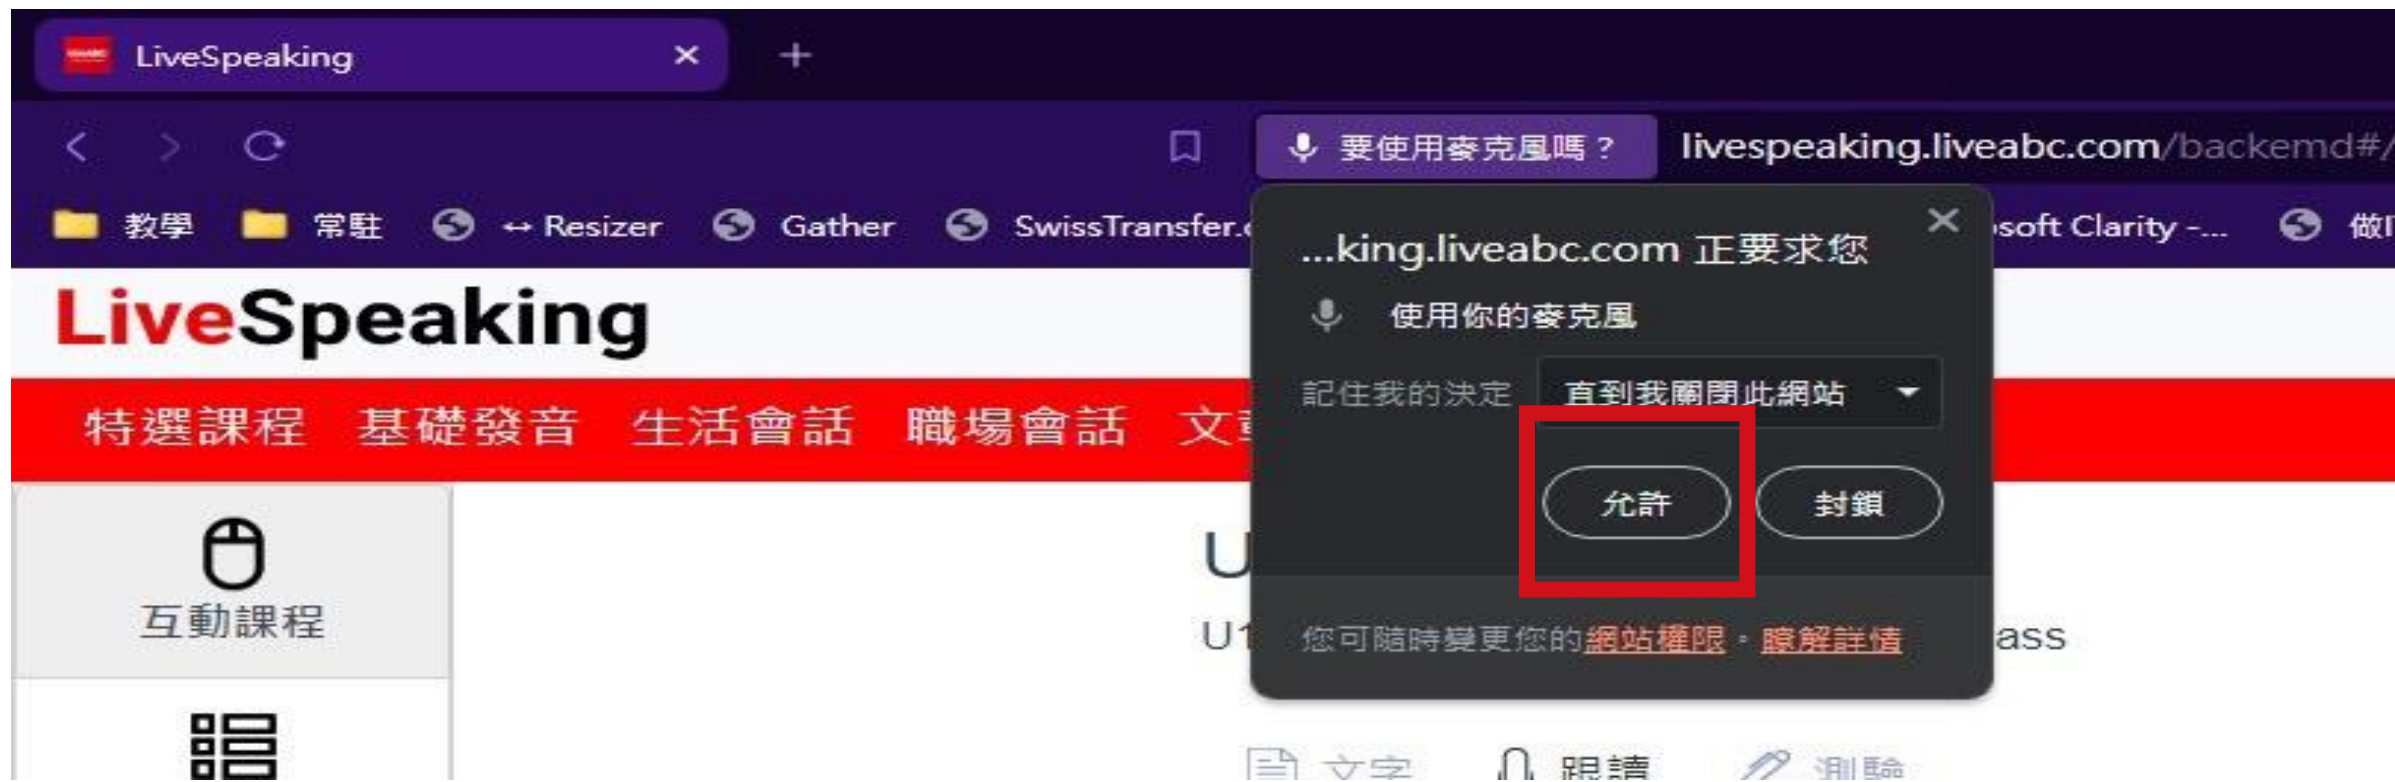 LiveSpeaking
要使用麥克風嗎？ livespeaking.liveabc.com/backemd#/
教學 常駐 ↔ Resizer Gather SwissTransfer. soft Clarity -... 做
...king.liveabc.com 正要求您
使用你的麥克風
記住我的決定 直到我關閉此網站
允許 封鎖
您可隨時變更您的網站權限。瞭解詳情
LiveSpeaking
特選課程 基礎發音 生活會話 職場會話 文
互動課程
U
U1 ass
文字 跟讀 測驗